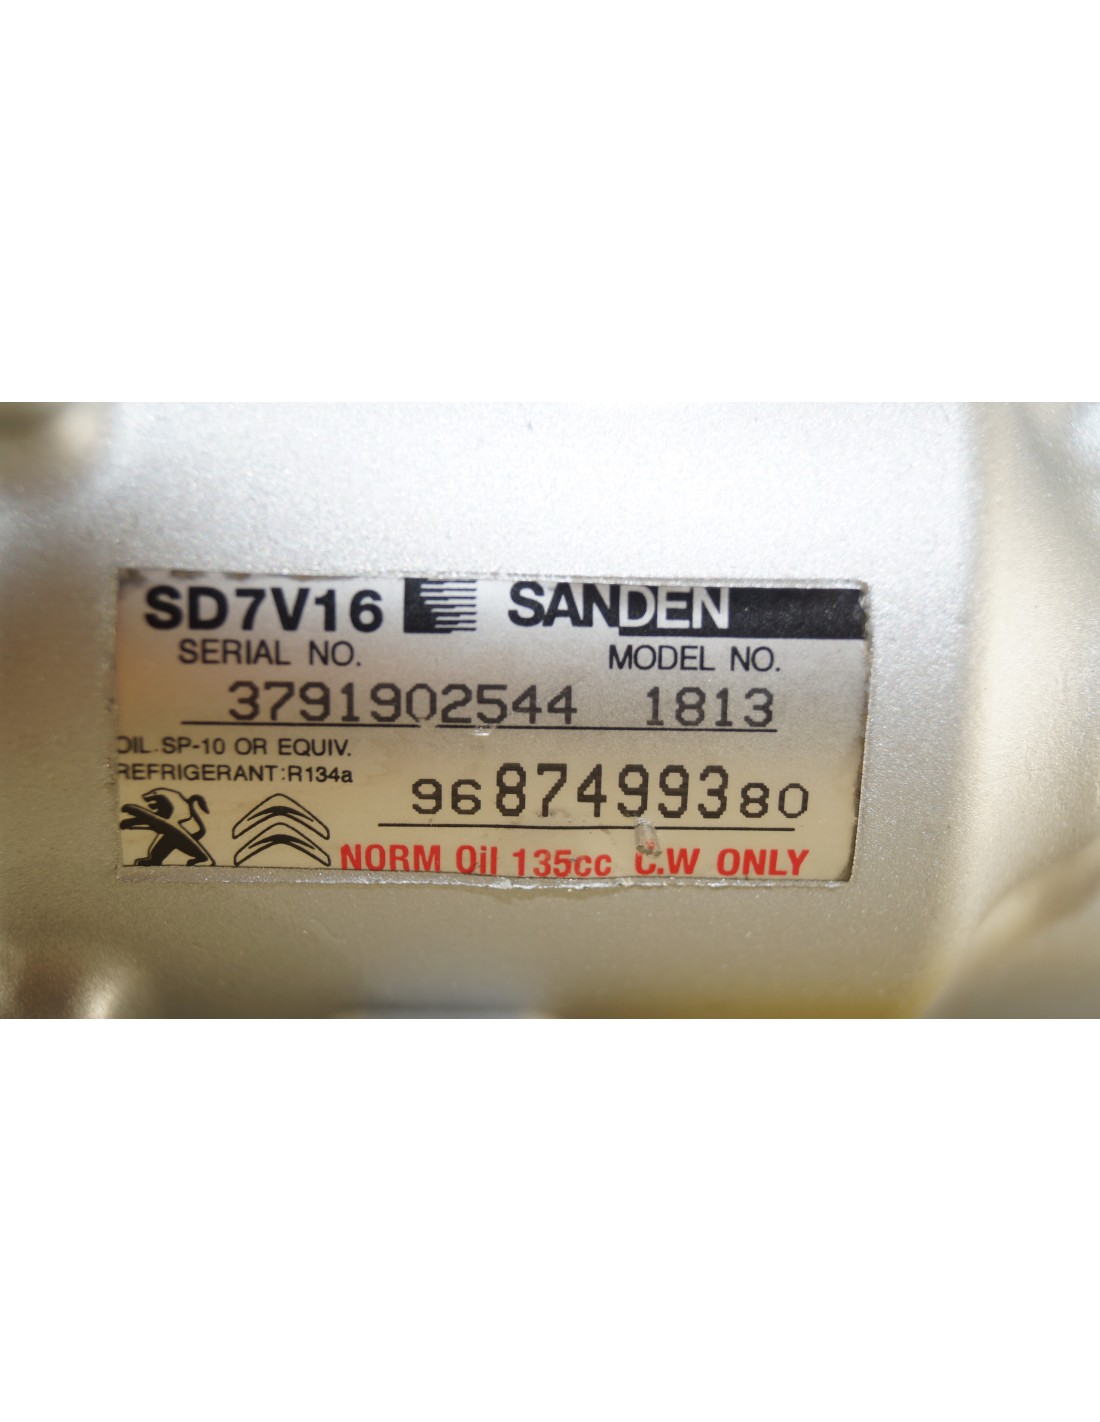 SD7V16 SANDEN
SERIAL NO. MODEL NO.
3791902544 1813
OIL. SP-10 OR EQUIV.
REFRIGERANT:R134a
9687499380
NORM Oil 135cc C.W ONLY